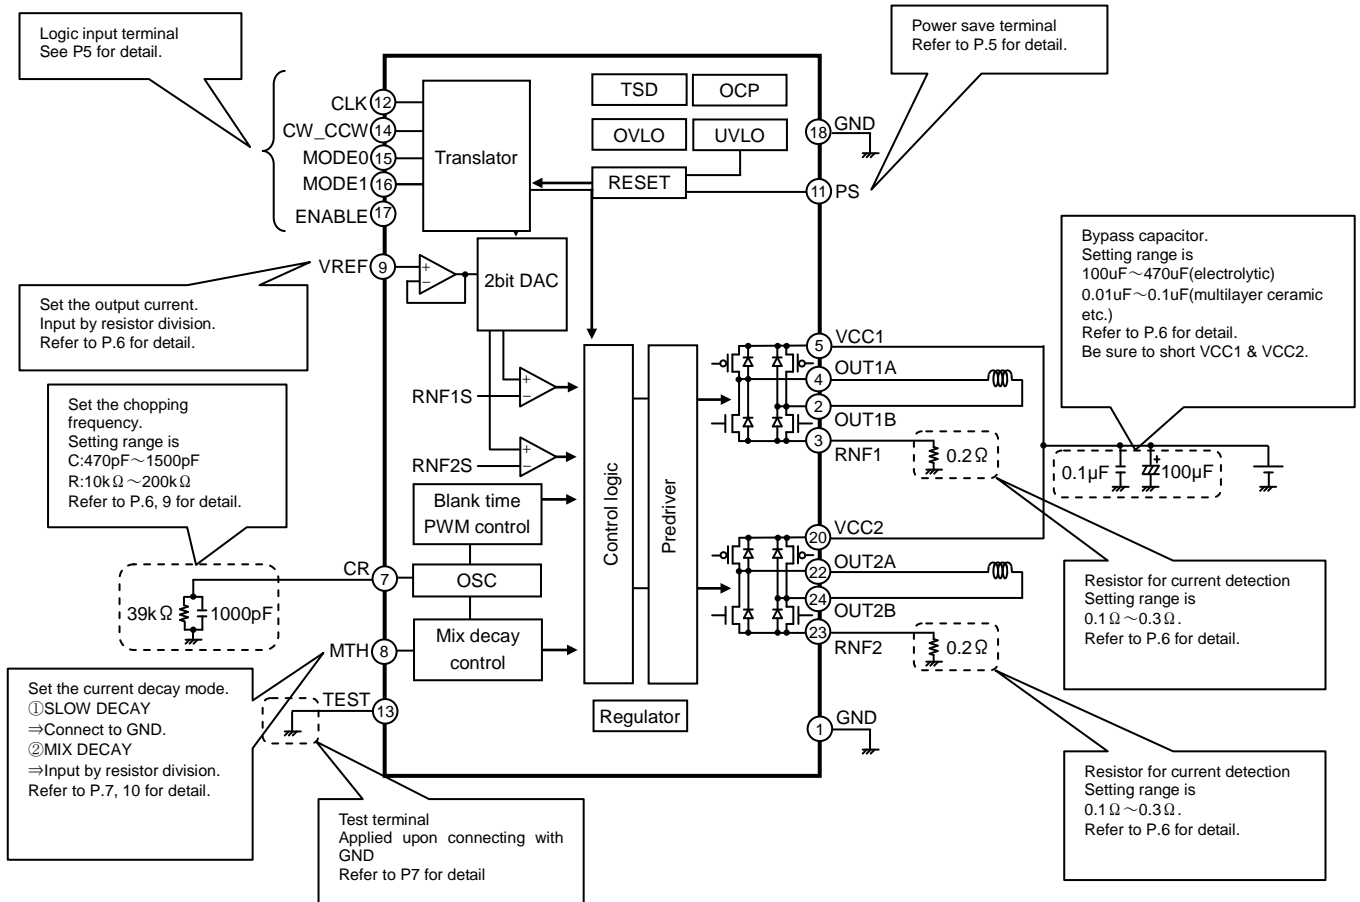 Logic input terminal
See P5 for detail.
Power save terminal
Refer to P.5 for detail.
CLK 12
CW_CCW 14
MODE0 15
MODE1 16
ENABLE 17
Translator
TSD
OCP
OVLO
UVLO
RESET
18 GND
11 PS
VREF 9
+
−
2bit DAC
Set the output current.
Input by resistor division.
Refer to P.6 for detail.
Bypass capacitor.
Setting range is
100uF～470uF(electrolytic)
0.01uF～0.1uF(multilayer ceramic
etc.)
Refer to P.6 for detail.
Be sure to short VCC1 & VCC2.
Set the chopping
frequency.
Setting range is
C:470pF～1500pF
R:10kΩ～200kΩ
Refer to P.6, 9 for detail.
RNF1S
+
−
RNF2S
+
−
Blank time
PWM control
OSC
Mix decay
control
Control logic
Predriver
Regulator
5 VCC1
4 OUT1A
2 OUT1B
3 RNF1
0.2Ω
0.1µF
+
100µF
20 VCC2
22 OUT2A
24 OUT2B
23 RNF2
0.2Ω
1 GND
CR 7
39kΩ
1000pF
MTH 8
TEST 13
Resistor for current detection
Setting range is
0.1Ω～0.3Ω.
Refer to P.6 for detail.
Set the current decay mode.
①SLOW DECAY
⇒Connect to GND.
②MIX DECAY
⇒Input by resistor division.
Refer to P.7, 10 for detail.
Test terminal
Applied upon connecting with
GND
Refer to P7 for detail
Resistor for current detection
Setting range is
0.1Ω～0.3Ω.
Refer to P.6 for detail.